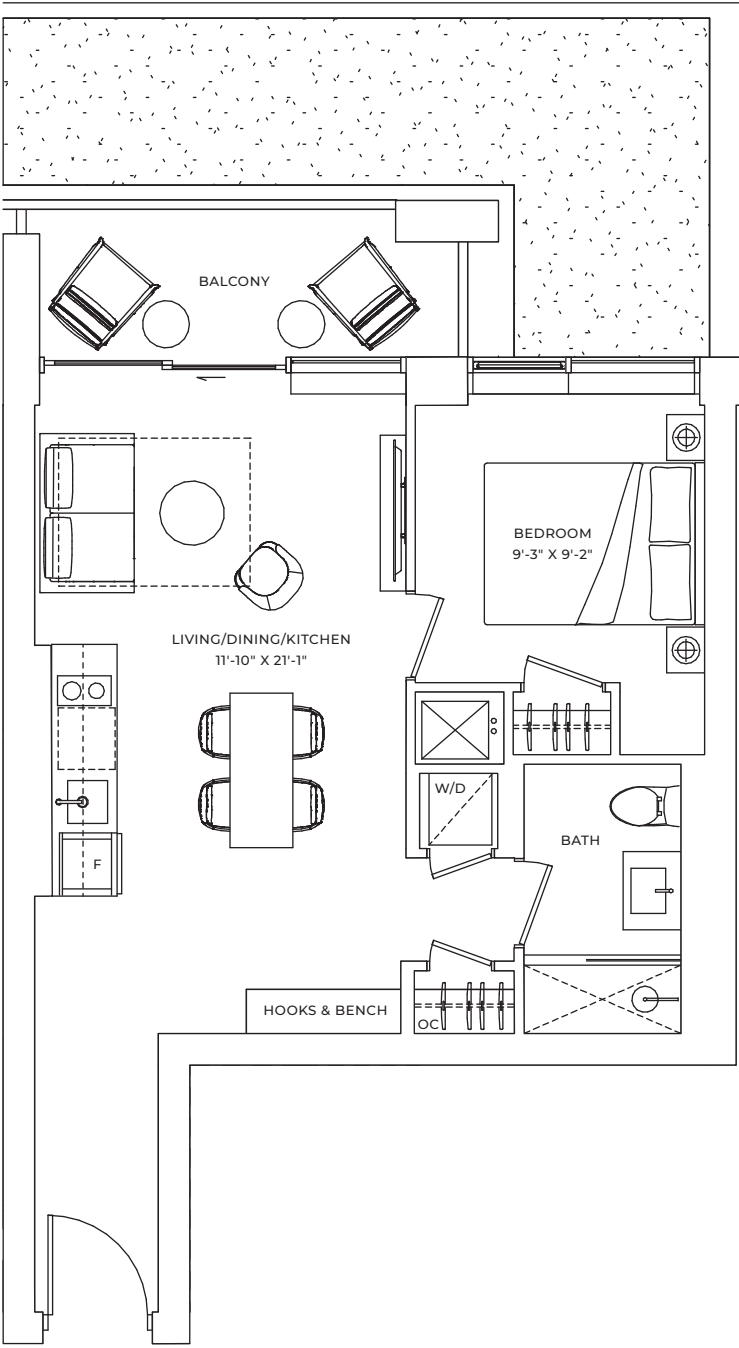 BALCONY
BEDROOM
9'-3" X 9'-2"
LIVING/DINING/KITCHEN
11'-10" X 21'-1"
W/D
BATH
F
HOOKS & BENCH
OC